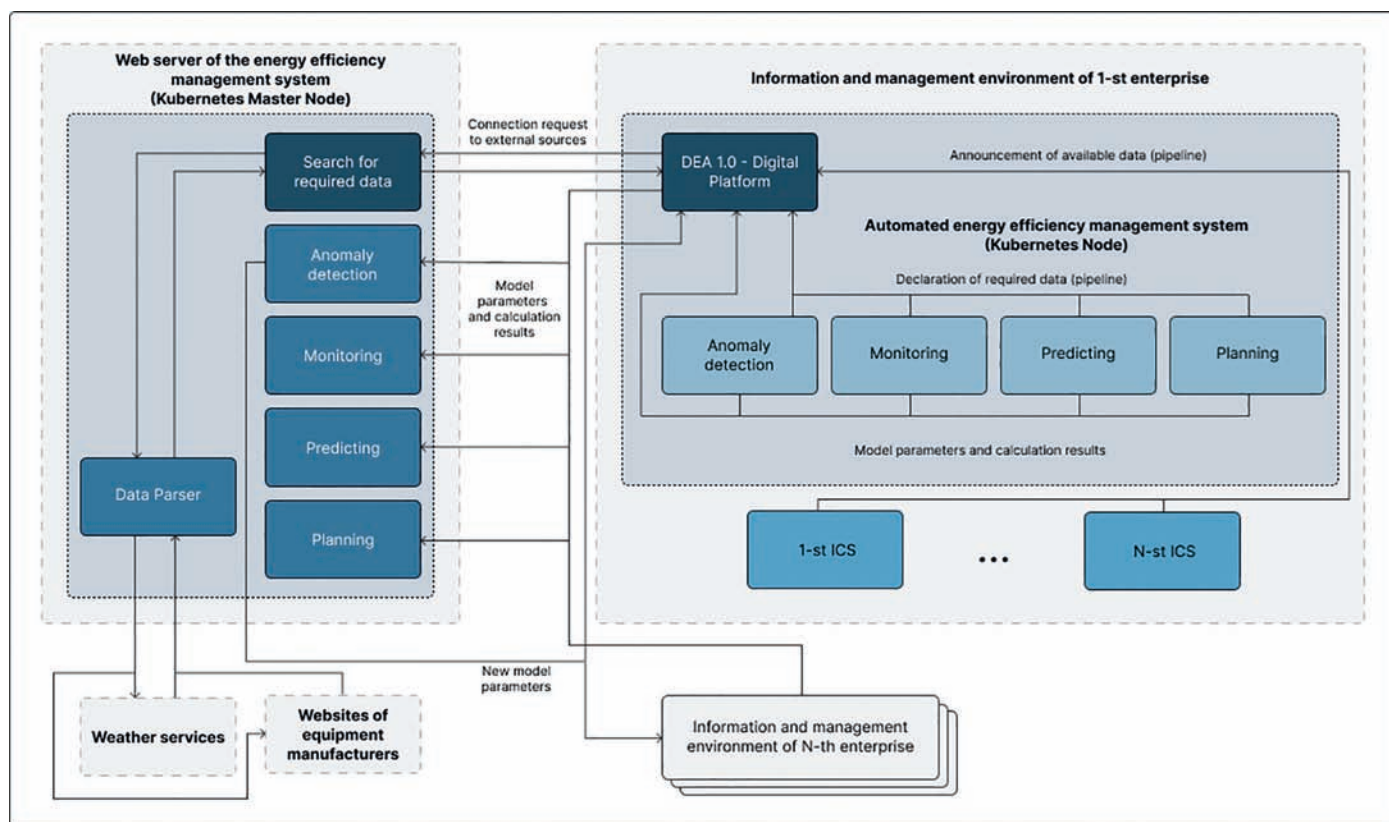 Web server of the energy efficiency
management system
(Kubernetes Master Node)
Search for
required data
Anomaly
detection
Monitoring
Predicting
Data Parser
Planning
Connection request
to external sources
Model
parameters
and calculation
results
New model
parameters
Weather services
Websites of
equipment
manufacturers
Information and management environment of 1-st enterprise
DEA 1.0 - Digital
Platform
Announcement of available data (pipeline)
Automated energy efficiency management system
(Kubernetes Node)
Declaration of required data (pipeline)
Anomaly
detection
Monitoring
Predicting
Planning
Model parameters and calculation results
1-st ICS
...
N-st ICS
Information and management
environment of N-th enterprise